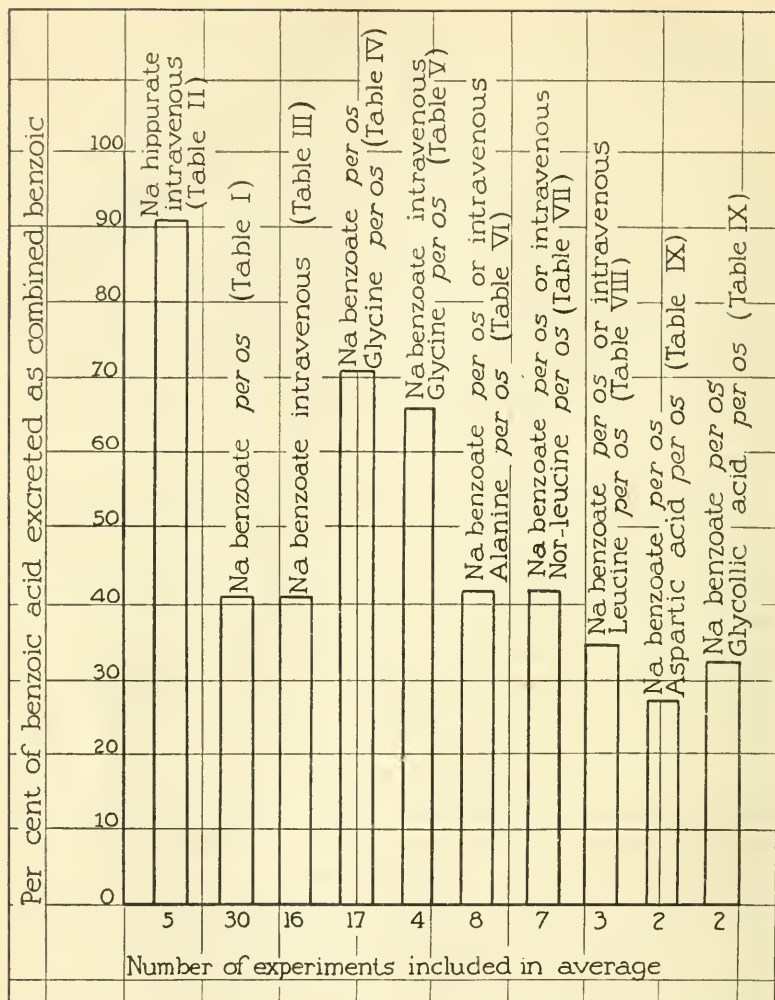 Per cent of benzoic acid excreted as combined benzoic
100
90
80
70
60
50
40
30
20
10
0
Na hippurate
intravenous
(Table II)
Na benzoate per os (Table I)
Na benzoate intravenous (Table III)
Na benzoate per os
Glycine per os (Table IV)
Na benzoate intravenous
Glycine per os (Table V)
Na benzoate per os or intravenous
Alanine per os (Table VI)
Na benzoate per os or intravenous
Nor-leucine per os (Table VII)
Na benzoate per os or intravenous
Leucine per os (Table VIII)
Na benzoate per os
Aspartic acid per os (Table IX)
Na benzoate per os
Glycollic acid per os (Table IX)
5 30 16 17 4 8 7 3 2 2
Number of experiments included in average